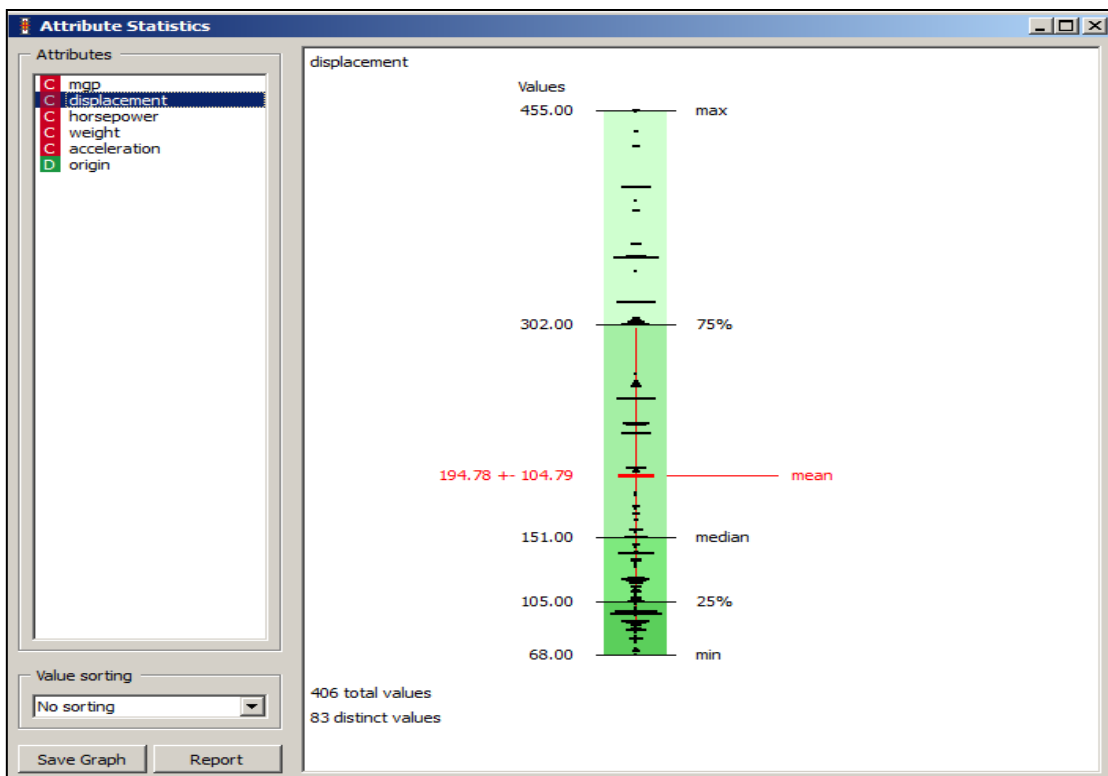 Attribute Statistics
Attributes
C mgp
C displacement
C horsepower
C weight
C acceleration
D origin
Value sorting
No sorting
Save Graph
Report
displacement
Values
455.00 max
302.00 75%
194.78 +- 104.79 mean
151.00 median
105.00 25%
68.00 min
406 total values
83 distinct values